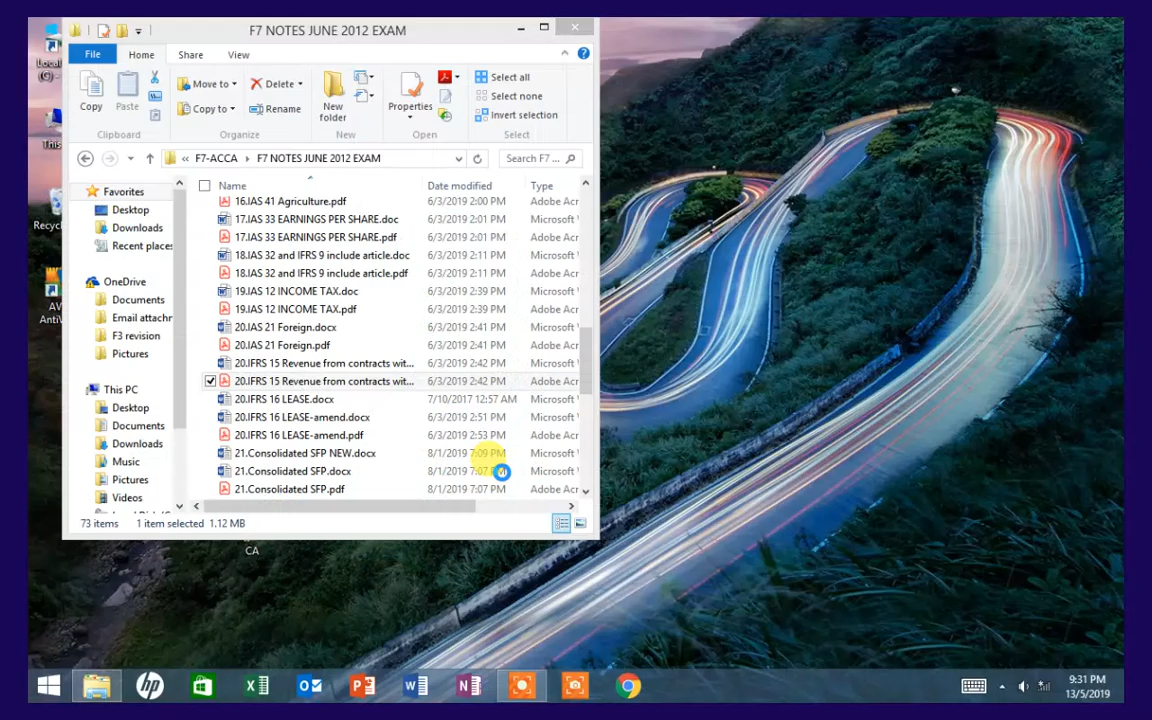 F7 NOTES JUNE 2012 EXAM
File Home Share View
Copy
Paste
Move to
Copy to
Delete
Rename
New folder
Properties
Select all
Select none
Invert selection
Clipboard Organize New Open Select
« F7-ACCA F7 NOTES JUNE 2012 EXAM Search F7 ...
Name Date modified Type
16.IAS 41 Agriculture.pdf 6/3/2019 2:00 PM Adobe Acr
17.IAS 33 EARNINGS PER SHARE.doc 6/3/2019 2:01 PM Microsoft
17.IAS 33 EARNINGS PER SHARE.pdf 6/3/2019 2:01 PM Adobe Acr
18.IAS 32 and IFRS 9 include article.doc 6/3/2019 2:11 PM Microsoft
18.IAS 32 and IFRS 9 include article.pdf 6/3/2019 2:11 PM Adobe Acr
19.IAS 12 INCOME TAX.doc 6/3/2019 2:39 PM Microsoft
19.IAS 12 INCOME TAX.pdf 6/3/2019 2:39 PM Adobe Acr
20.IAS 21 Foreign.docx 6/3/2019 2:41 PM Microsoft
20.IAS 21 Foreign.pdf 6/3/2019 2:41 PM Adobe Acr
20.IFRS 15 Revenue from contracts wit... 6/3/2019 2:42 PM Microsoft
20.IFRS 15 Revenue from contracts wit... 6/3/2019 2:42 PM Adobe Acr
20.IFRS 16 LEASE.docx 7/10/2017 12:57 AM Microsoft
20.IFRS 16 LEASE-amend.docx 6/3/2019 2:51 PM Microsoft
20.IFRS 16 LEASE-amend.pdf 6/3/2019 2:53 PM Adobe Acr
21.Consolidated SFP NEW.docx 8/1/2019 7:09 PM Microsoft
21.Consolidated SFP.docx 8/1/2019 7:07 Microsoft
21.Consolidated SFP.pdf 8/1/2019 7:07 PM Adobe Acr
Favorites
Desktop
Downloads
Recent places
OneDrive
Documents
Email attachr
F3 revision
Pictures
This PC
Desktop
Documents
Downloads
Music
Pictures
Videos
73 items 1 item selected 1.12 MB
Loca
(C) -
This
Recyc
AV
Anti
CA
9:31 PM
13/5/2019